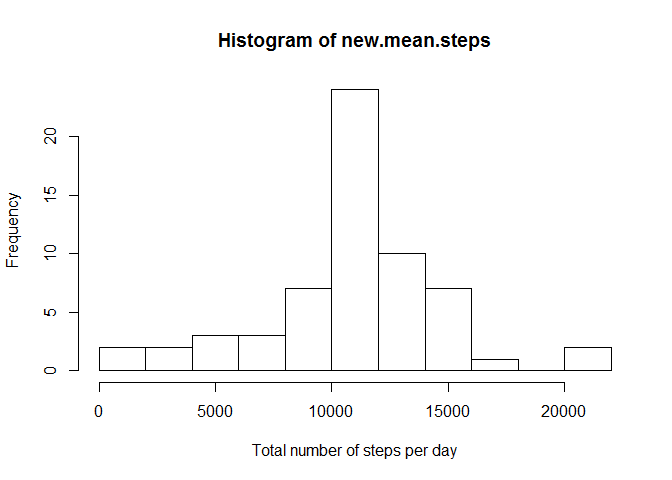 Histogram of new.mean.steps
Frequency
20
15
10
5
0
0 5000 10000 15000 20000
Total number of steps per day